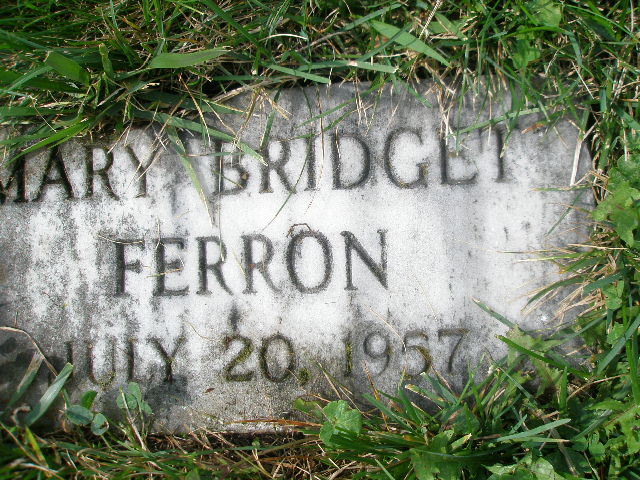 MARY BRIDGET
FERRON
JULY 20, 1957